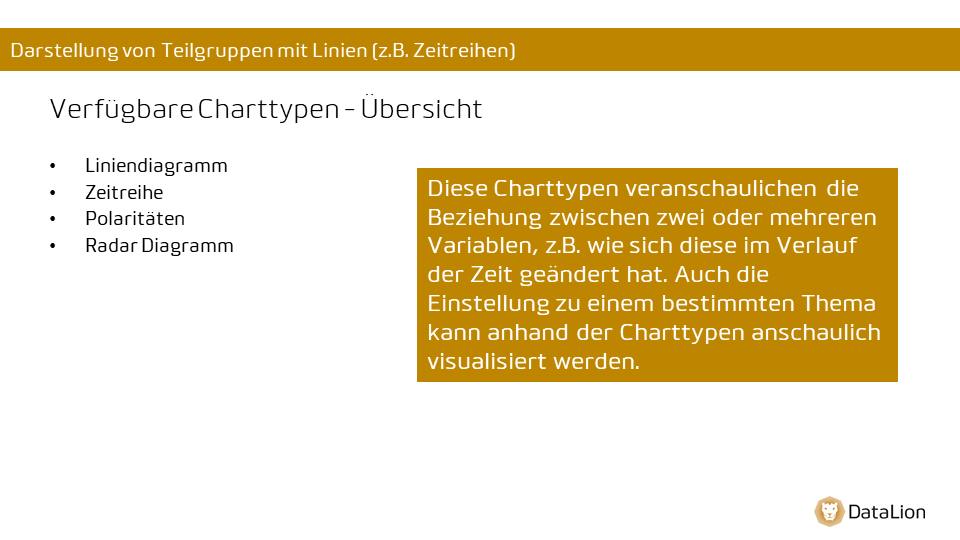 Darstellung von Teilgruppen mit Linien (z.B. Zeitreihen)
Verfügbare Charttypen – Übersicht
• Liniendiagramm
• Zeitreihe
• Polaritäten
• Radar Diagramm
Diese Charttypen veranschaulichen die
Beziehung zwischen zwei oder mehreren
Variablen, z.B. wie sich diese im Verlauf
der Zeit geändert hat. Auch die
Einstellung zu einem bestimmten Thema
kann anhand der Charttypen anschaulich
visualisiert werden.
DataLion